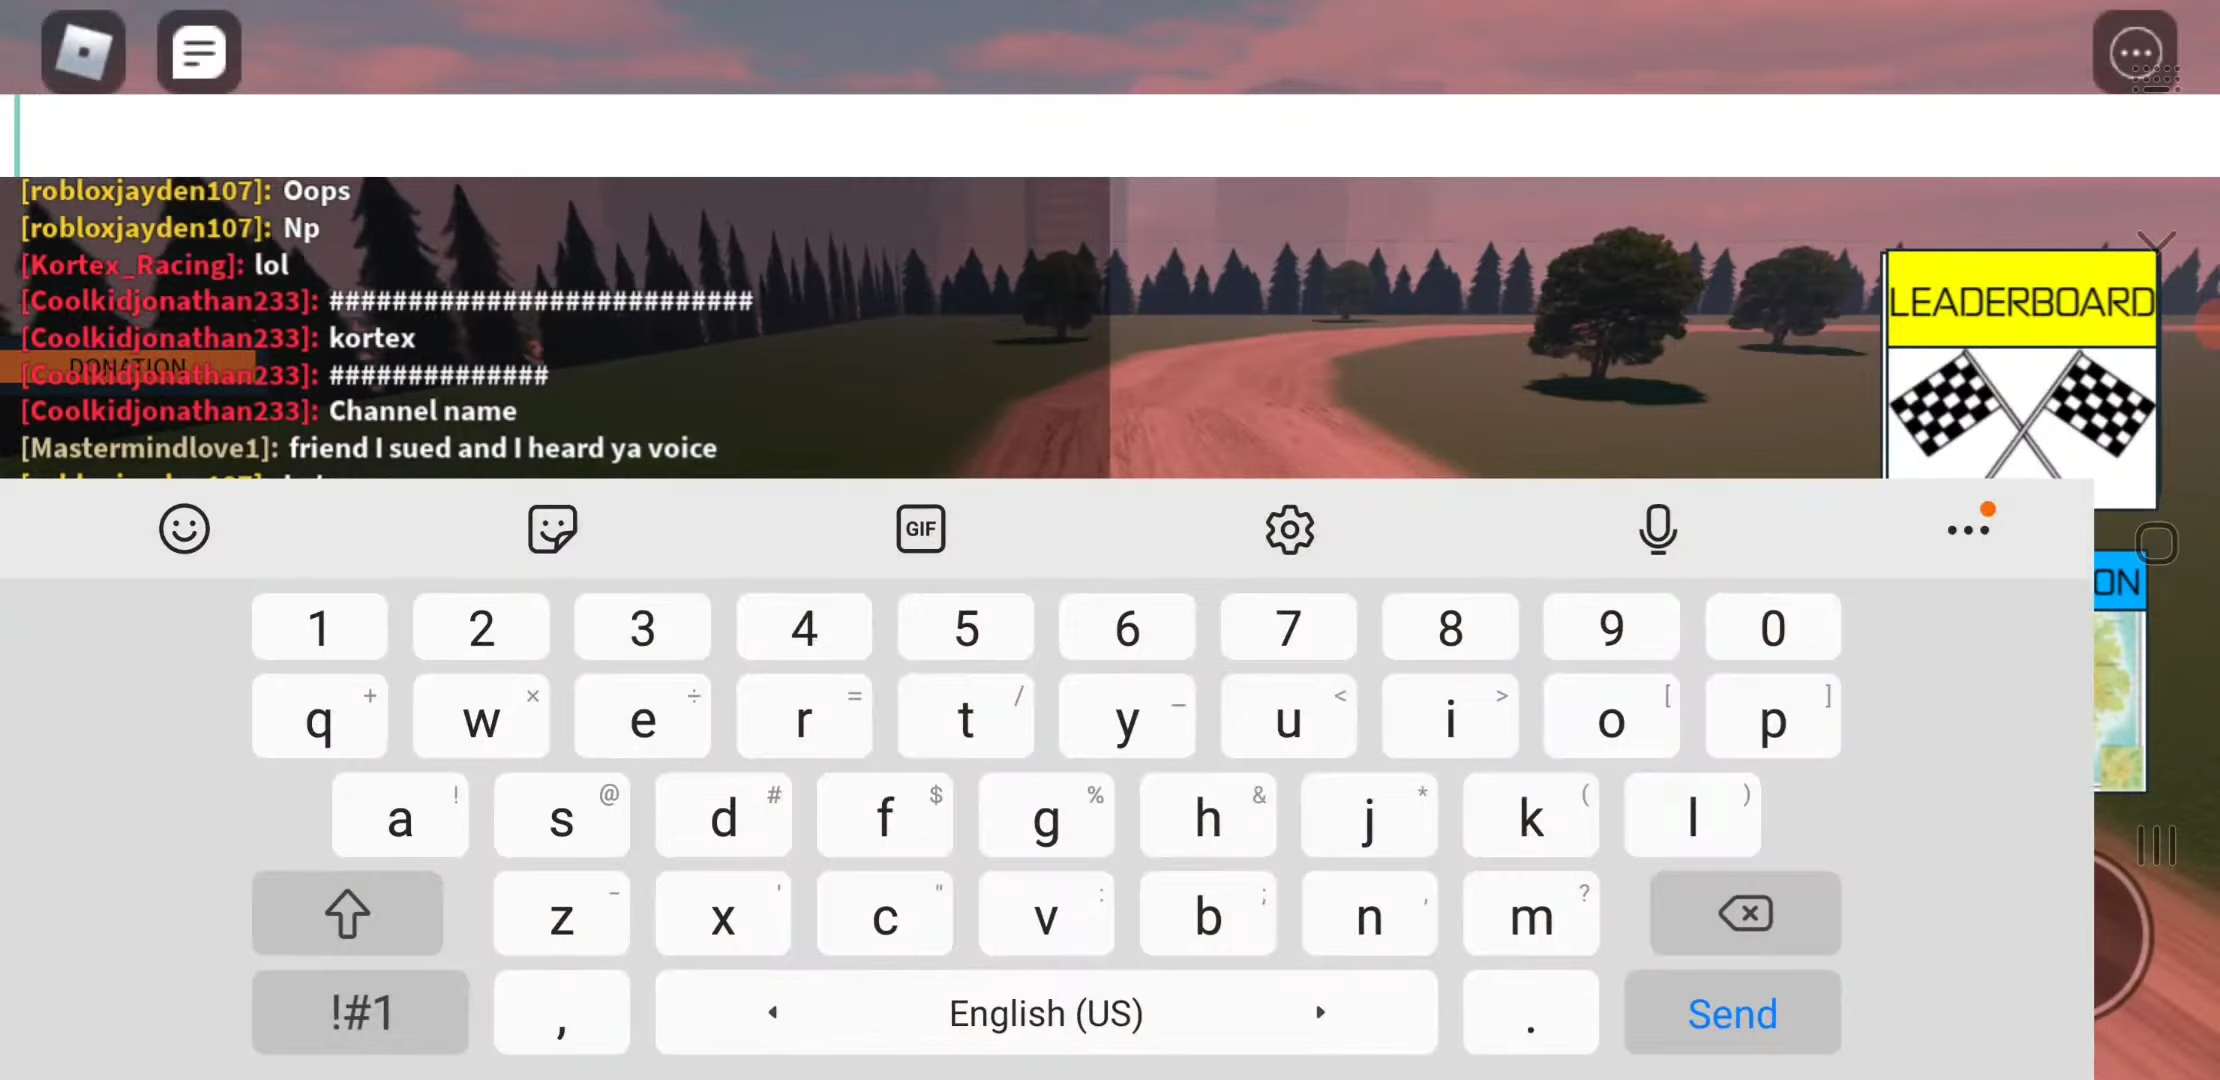 [robloxjayden107]: Oops
[robloxjayden107]: Np
[Kortex_Racing]: lol
[Coolkidjonathan233]: ###########################
[Coolkidjonathan233]: kortex
DONATION
[Coolkidjonathan233]: ##############
[Coolkidjonathan233]: Channel name
[Mastermindlove1]: friend I sued and I heard ya voice
LEADERBOARD
GIF
ON
1 2 3 4 5 6 7 8 9 0
+ × ÷ = / _ < > [ ]
q w e r t y u i o p
! @ # $ % & * ( )
a s d f g h j k l
- ' " : ; , ?
z x c v b n m
!#1 , English (US) . Send